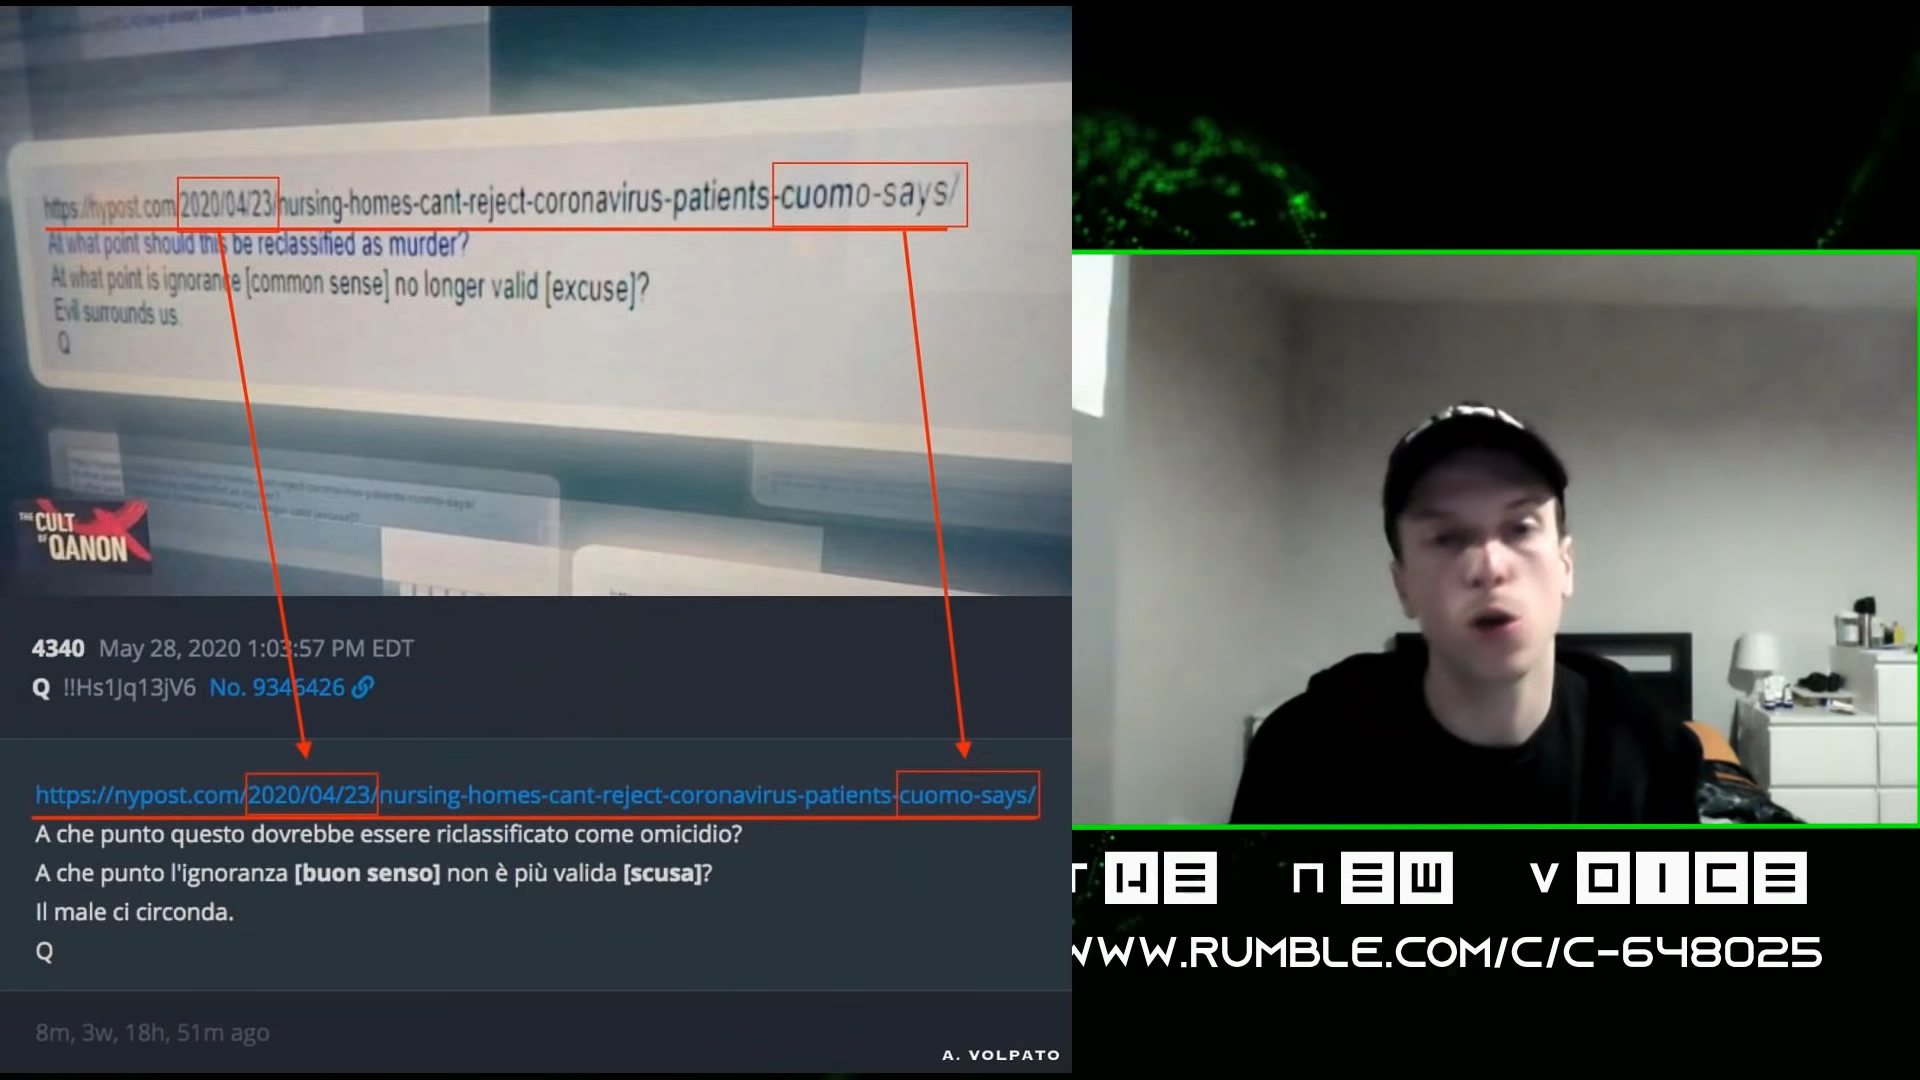 https://nypost.com/2020/04/23/nursing-homes-cant-reject-coronavirus-patients-cuomo-says/
At what point should this be reclassified as murder?
At what point is ignorance [common sense] no longer valid [excuse]?
Evil surrounds us.
Q
THE CULT
OF QANON
4340 May 28, 2020 1:03:57 PM EDT
Q !!Hs1Jq13jV6 No. 9346426
https://nypost.com/2020/04/23/nursing-homes-cant-reject-coronavirus-patients-cuomo-says/
A che punto questo dovrebbe essere riclassificato come omicidio?
A che punto l'ignoranza [buon senso] non è più valida [scusa]?
Il male ci circonda.
Q
8m, 3w, 18h, 51m ago
A. VOLPATO
THE NEW VOICE
WWW.RUMBLE.COM/C/C-648025